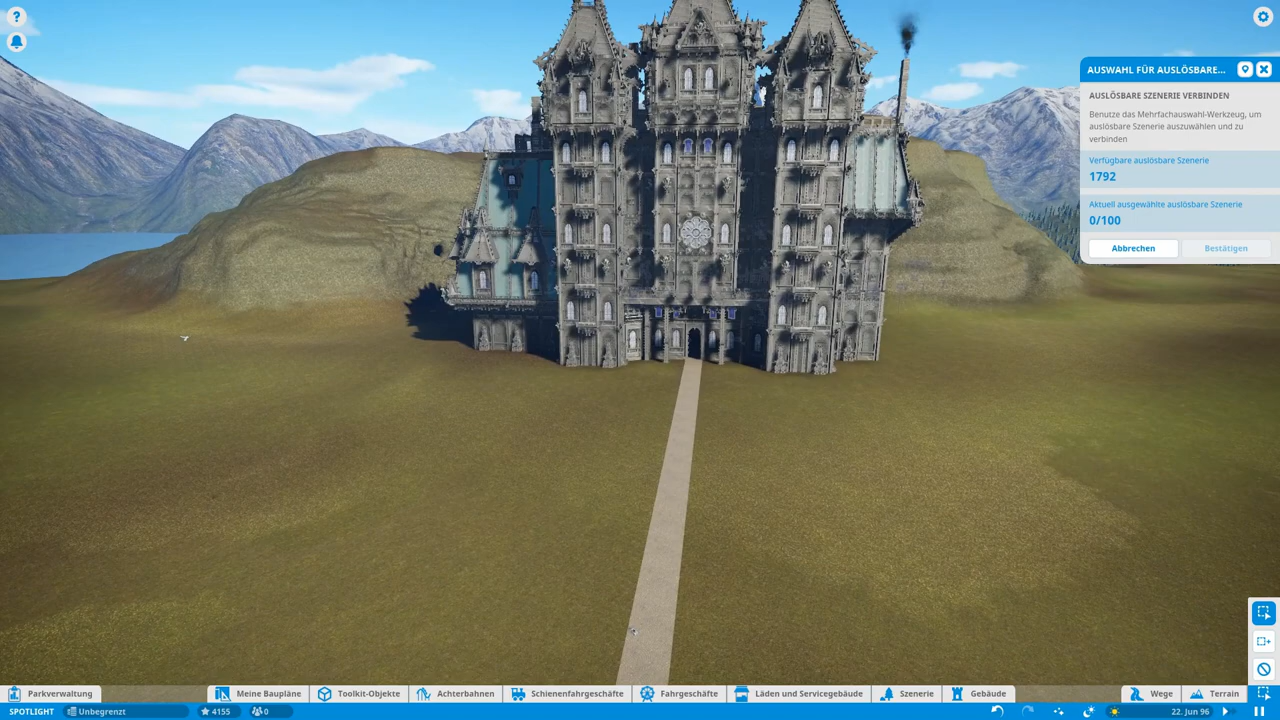 ?
AUSWAHL FÜR AUSLÖSBARE...
AUSLÖSBARE SZENERIE VERBINDEN
Benutze das Mehrfachauswahl-Werkzeug, um
auslösbare Szenerie auszuwählen und zu
verbinden
Verfügbare auslösbare Szenerie
1792
Aktuell ausgewählte auslösbare Szenerie
0/100
Abbrechen Bestätigen
Parkverwaltung Meine Baupläne Toolkit-Objekte Achterbahnen Schienenfahrgeschäfte Fahrgeschäfte Läden und Servicegebäude Szenerie Gebäude Wege Terrain
SPOTLIGHT Unbegrenzt 4155 0 22. Jun 96